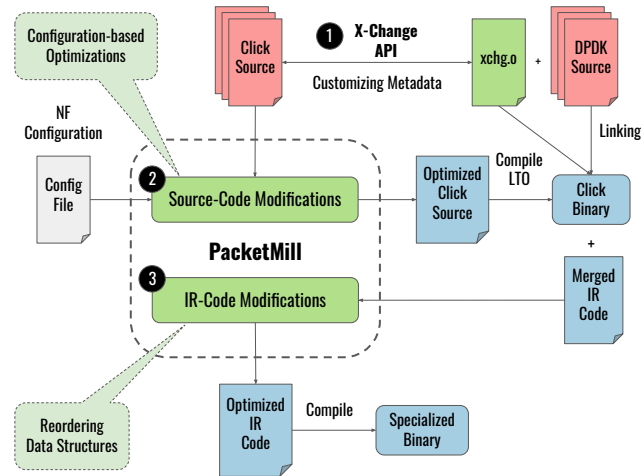 Configuration-based
Optimizations
Click
Source
1
X-Change
API
Customizing Metadata
xchg.o
+
DPDK
Source
Linking
NF
Configuration
Config
File
2
Source-Code Modifications
Optimized
Click
Source
Compile
LTO
Click
Binary
+
PacketMill
3
IR-Code Modifications
Merged
IR
Code
Reordering
Data Structures
Optimized
IR
Code
Compile
Specialized
Binary